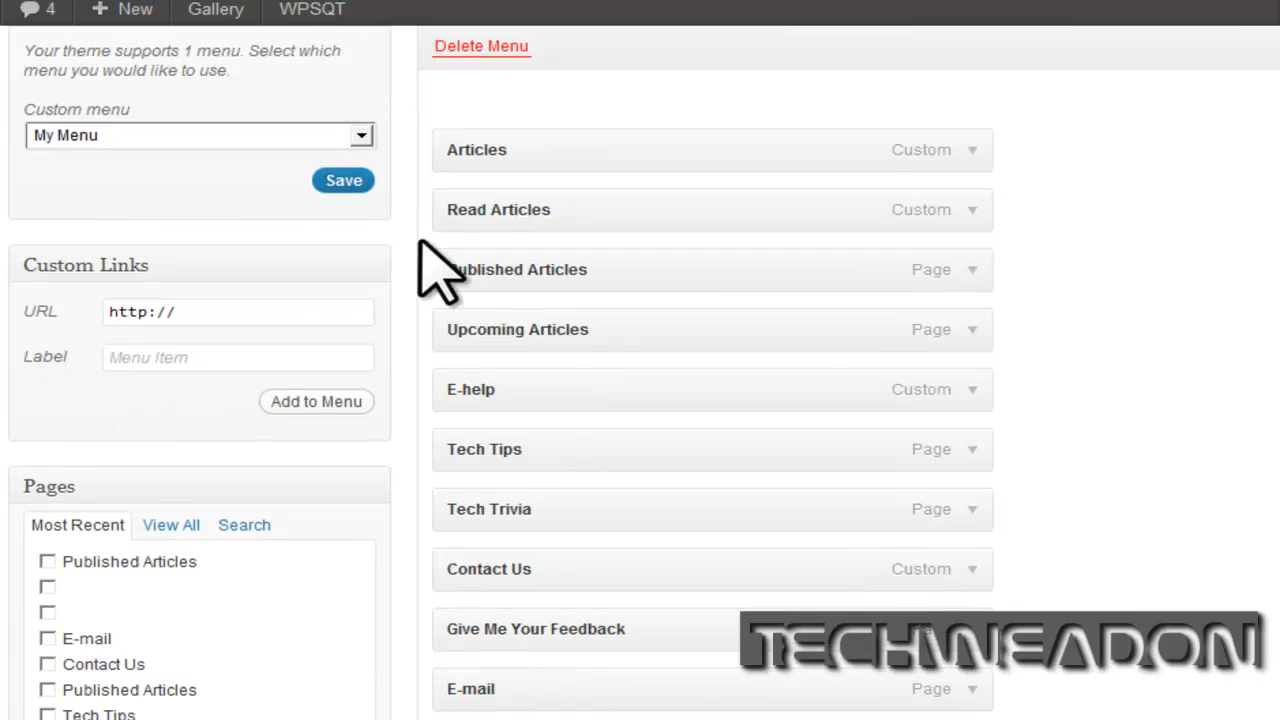 4 New Gallery WPSQT
Your theme supports 1 menu. Select which
menu you would like to use.
Custom menu
My Menu
Save
Custom Links
URL http://
Label Menu Item
Add to Menu
Pages
Most Recent View All Search
Published Articles
E-mail
Contact Us
Published Articles
Tech Tips
Delete Menu
Articles Custom
Read Articles Custom
Published Articles Page
Upcoming Articles Page
E-help Custom
Tech Tips Page
Tech Trivia Page
Contact Us Custom
Give Me Your Feedback
E-mail Page
TECHWEADON